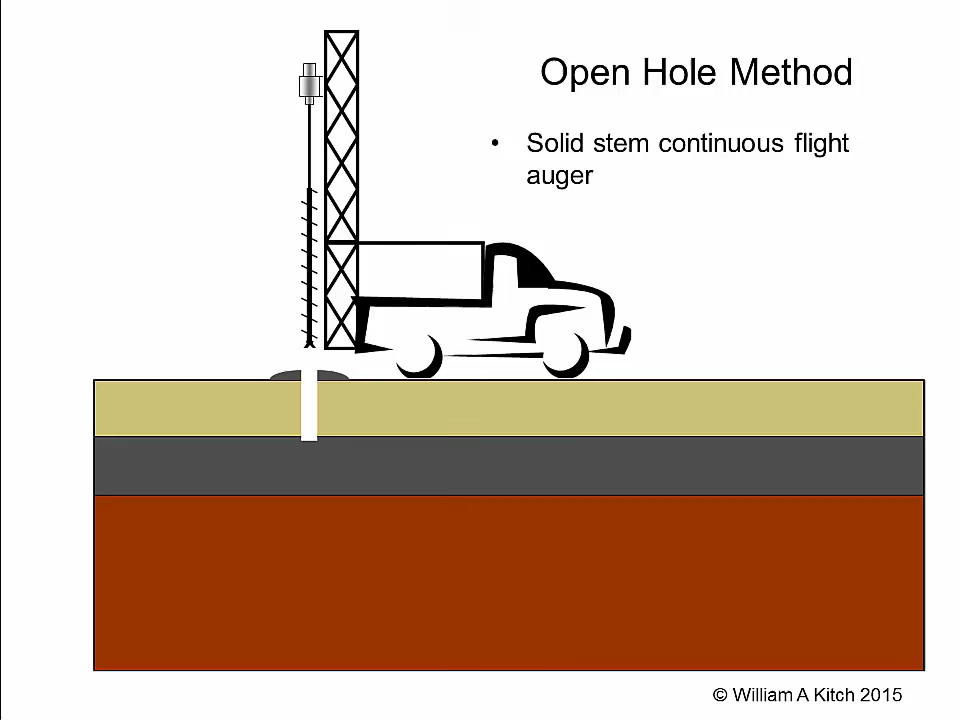 Open Hole Method
• Solid stem continuous flight
auger
© William A Kitch 2015